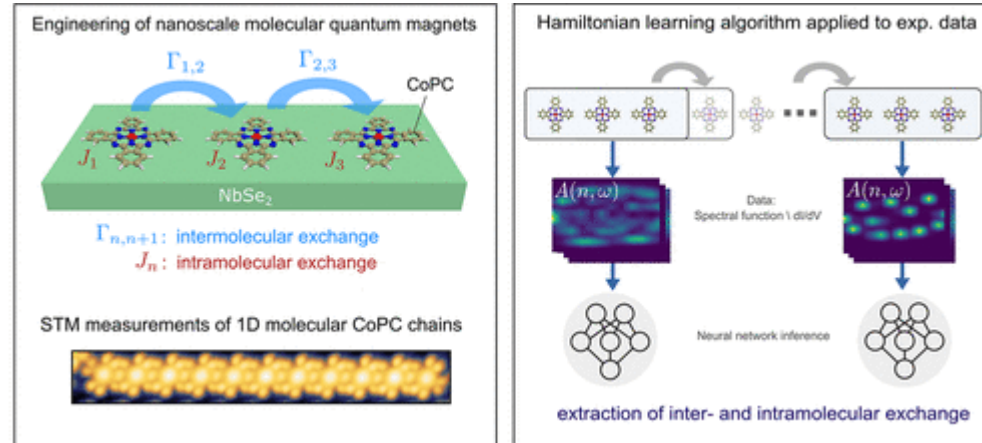 Engineering of nanoscale molecular quantum magnets
Γ1,2
Γ2,3
CoPC
J1
J2
J3
NbSe2
Γn,n+1: intermolecular exchange
Jn: intramolecular exchange
STM measurements of 1D molecular CoPC chains
Hamiltonian learning algorithm applied to exp. data
A(n, ω)
Data:
Spectral function \ dI/dV
A(n, ω)
Neural network inference
extraction of inter- and intramolecular exchange